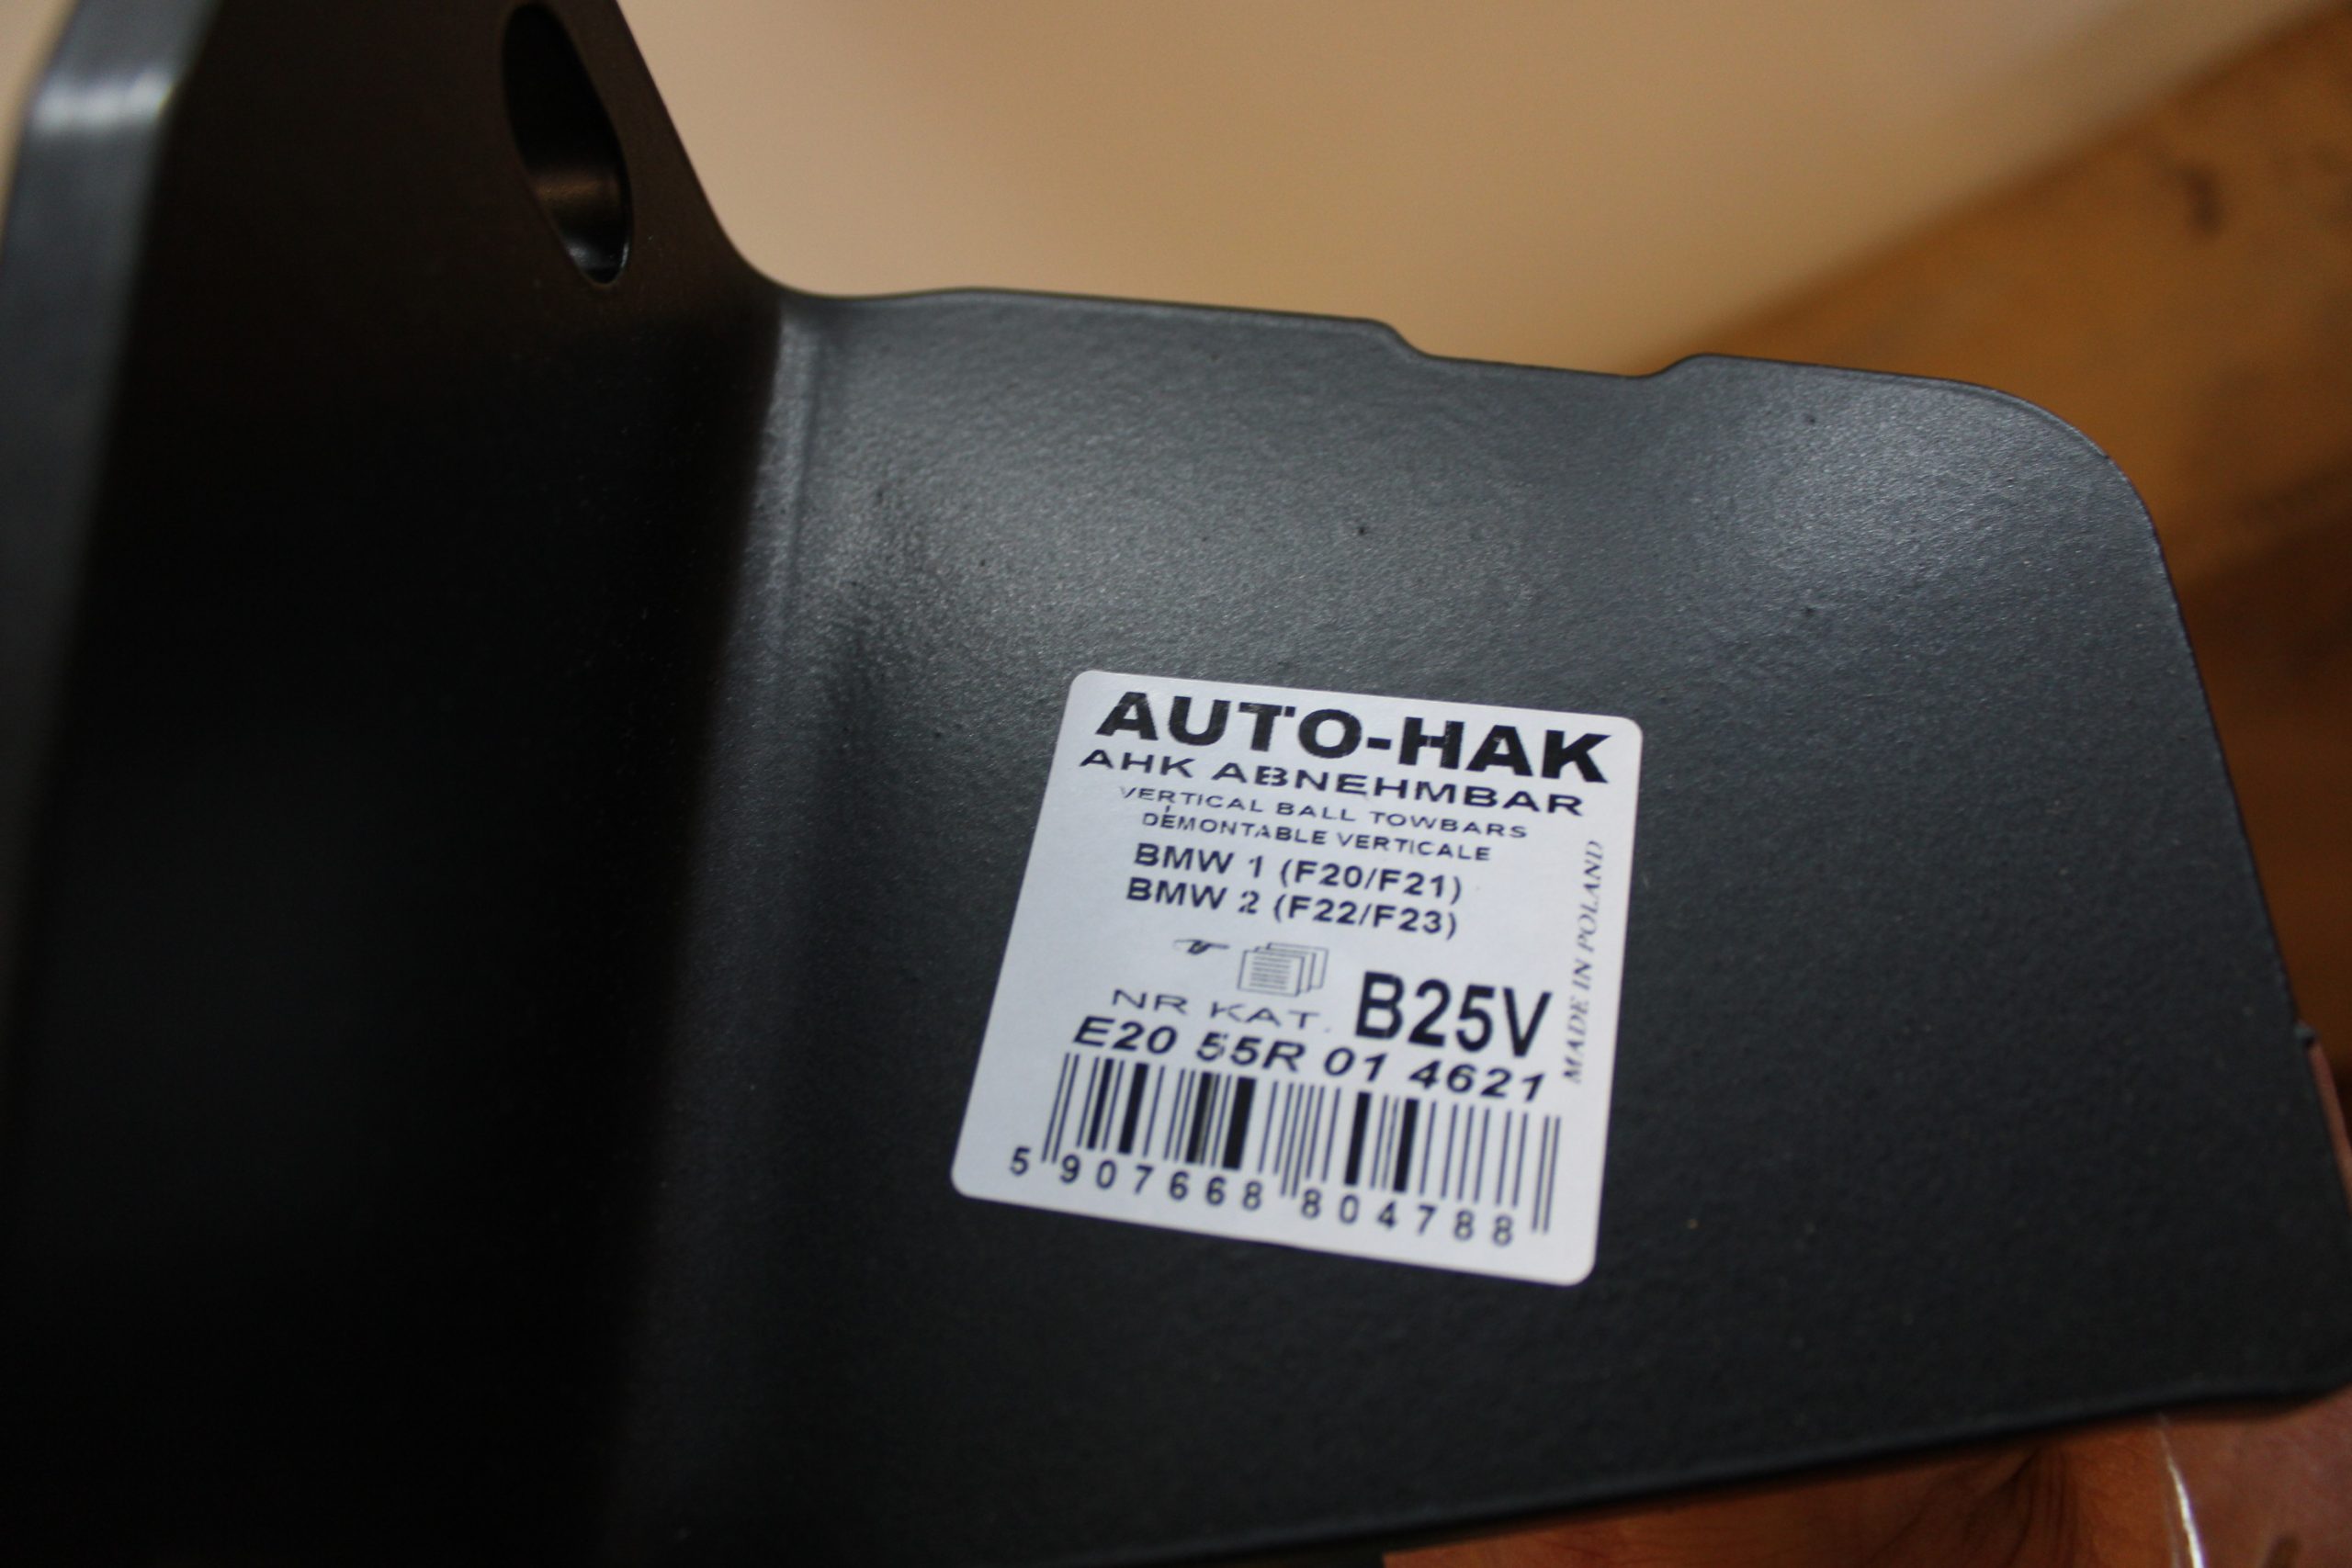 AUTO-HAK
AHK ABNEHMBAR
VERTICAL BALL TOWBARS
DÉMONTABLE VERTICALE
BMW 1 (F20/F21)
BMW 2 (F22/F23)
MADE IN POLAND
NR KAT. B25V
E20 55R 01 4621
5 907668 804788